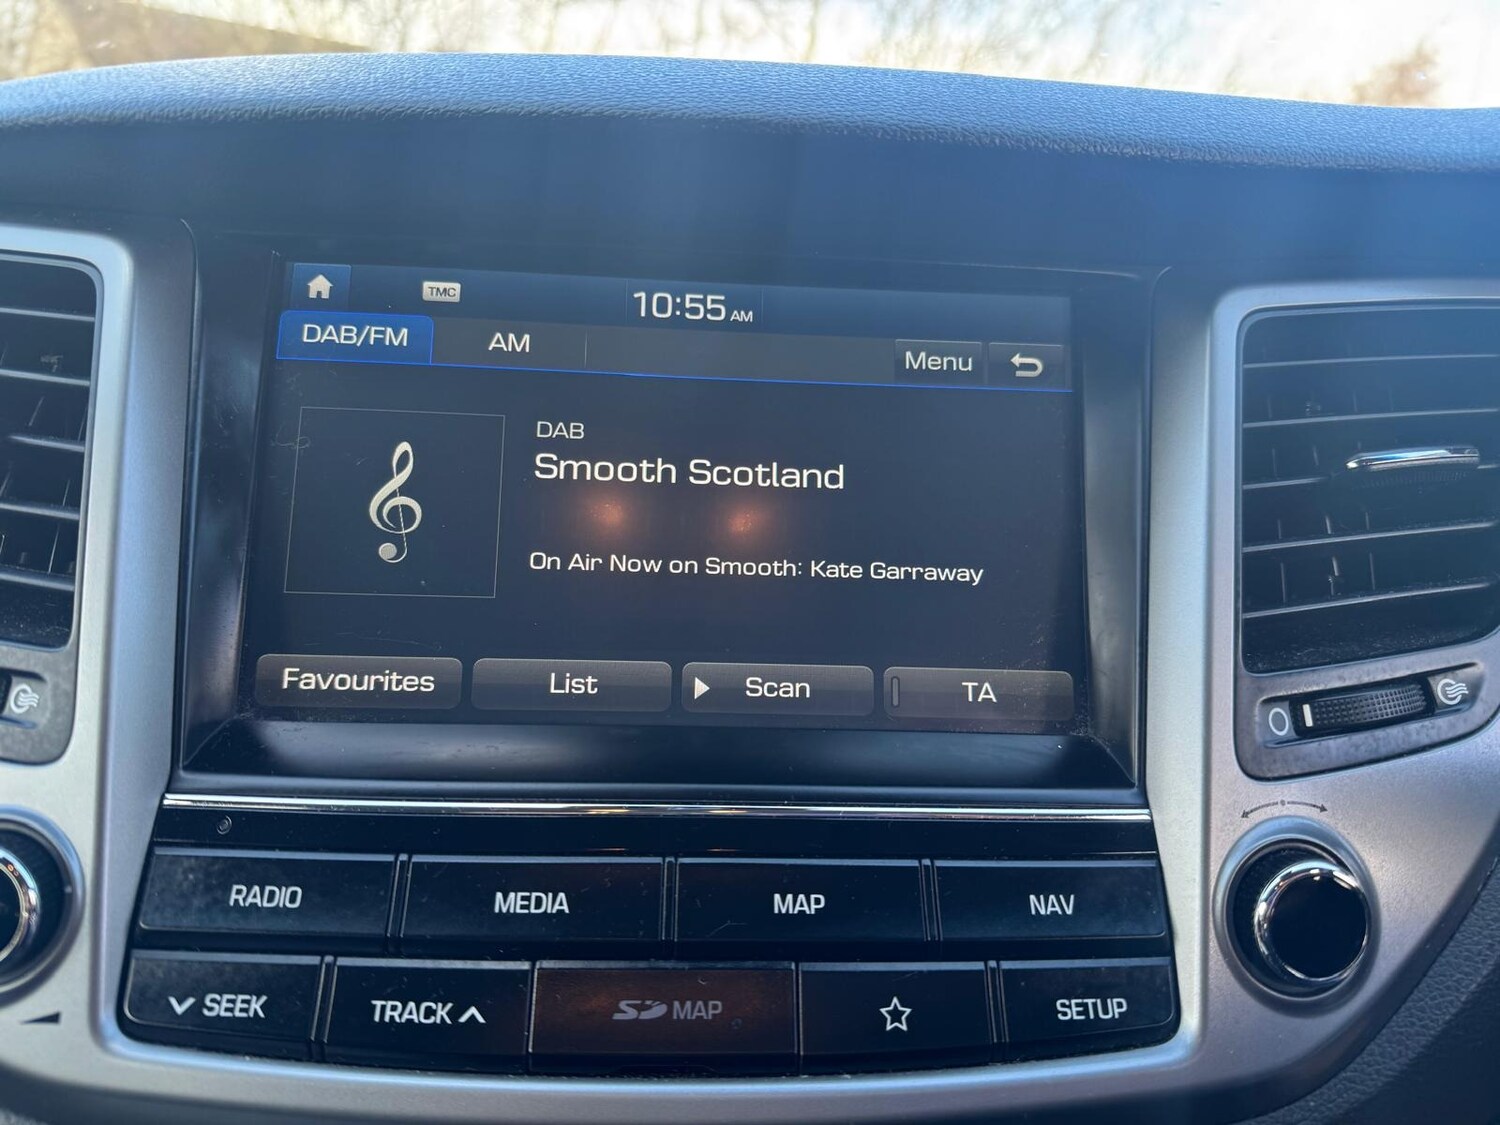 TMC
10:55 AM
DAB/FM
AM
Menu
DAB
Smooth Scotland
On Air Now on Smooth: Kate Garraway
Favourites
List
Scan
TA
RADIO
MEDIA
MAP
NAV
SEEK
TRACK
SD MAP
SETUP